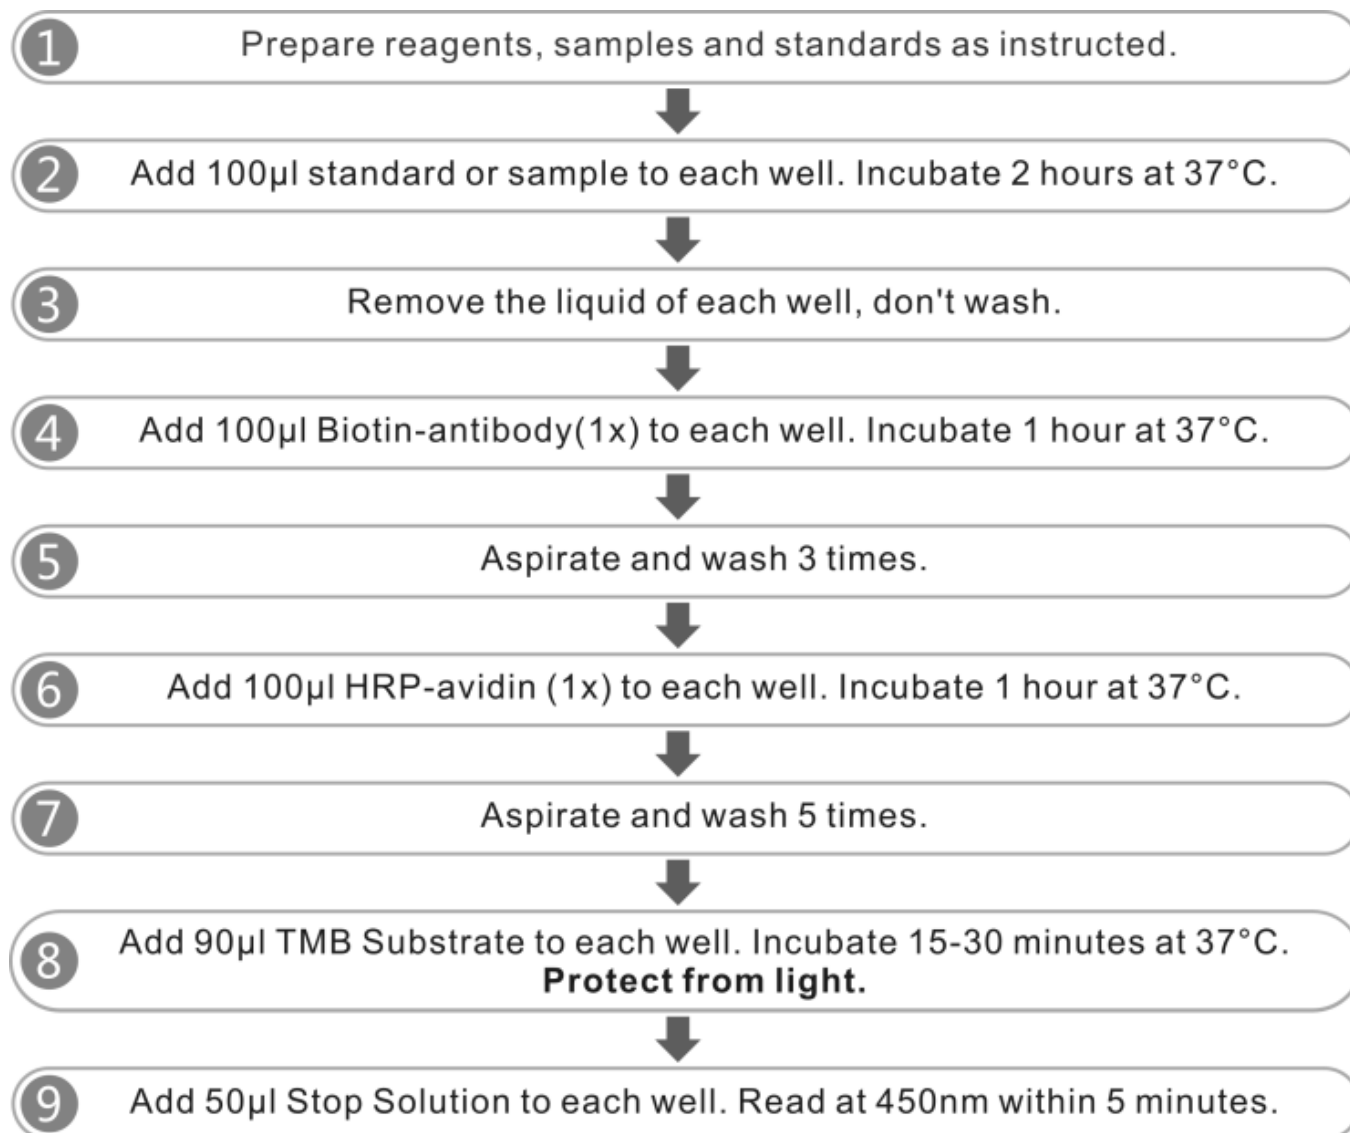 1 Prepare reagents, samples and standards as instructed.
2 Add 100μl standard or sample to each well. Incubate 2 hours at 37°C.
3 Remove the liquid of each well, don't wash.
4 Add 100μl Biotin-antibody(1x) to each well. Incubate 1 hour at 37°C.
5 Aspirate and wash 3 times.
6 Add 100μl HRP-avidin (1x) to each well. Incubate 1 hour at 37°C.
7 Aspirate and wash 5 times.
8 Add 90μl TMB Substrate to each well. Incubate 15-30 minutes at 37°C.
Protect from light.
9 Add 50μl Stop Solution to each well. Read at 450nm within 5 minutes.